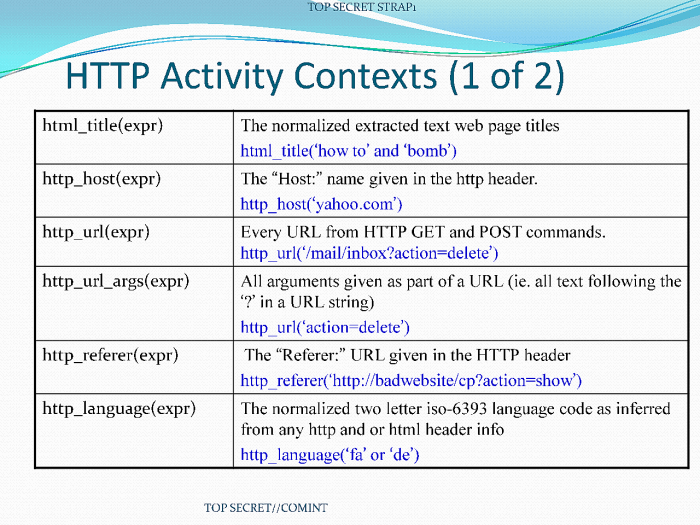 TOP SECRET STRAP1
HTTP Activity Contexts (1 of 2)
html_title(expr)
The normalized extracted text web page titles
html_title(‘how to’ and ‘bomb’)
http_host(expr)
The “Host:” name given in the http header.
http_host(‘yahoo.com’)
http_url(expr)
Every URL from HTTP GET and POST commands.
http_url(‘/mail/inbox?action=delete’)
http_url_args(expr)
All arguments given as part of a URL (ie. all text following the
‘?’ in a URL string)
http_url(‘action=delete’)
http_referer(expr)
The “Referer:” URL given in the HTTP header
http_referer(‘http://badwebsite/cp?action=show’)
http_language(expr)
The normalized two letter iso-6393 language code as inferred
from any http and or html header info
http_language(‘fa’ or ‘de’)
TOP SECRET//COMINT